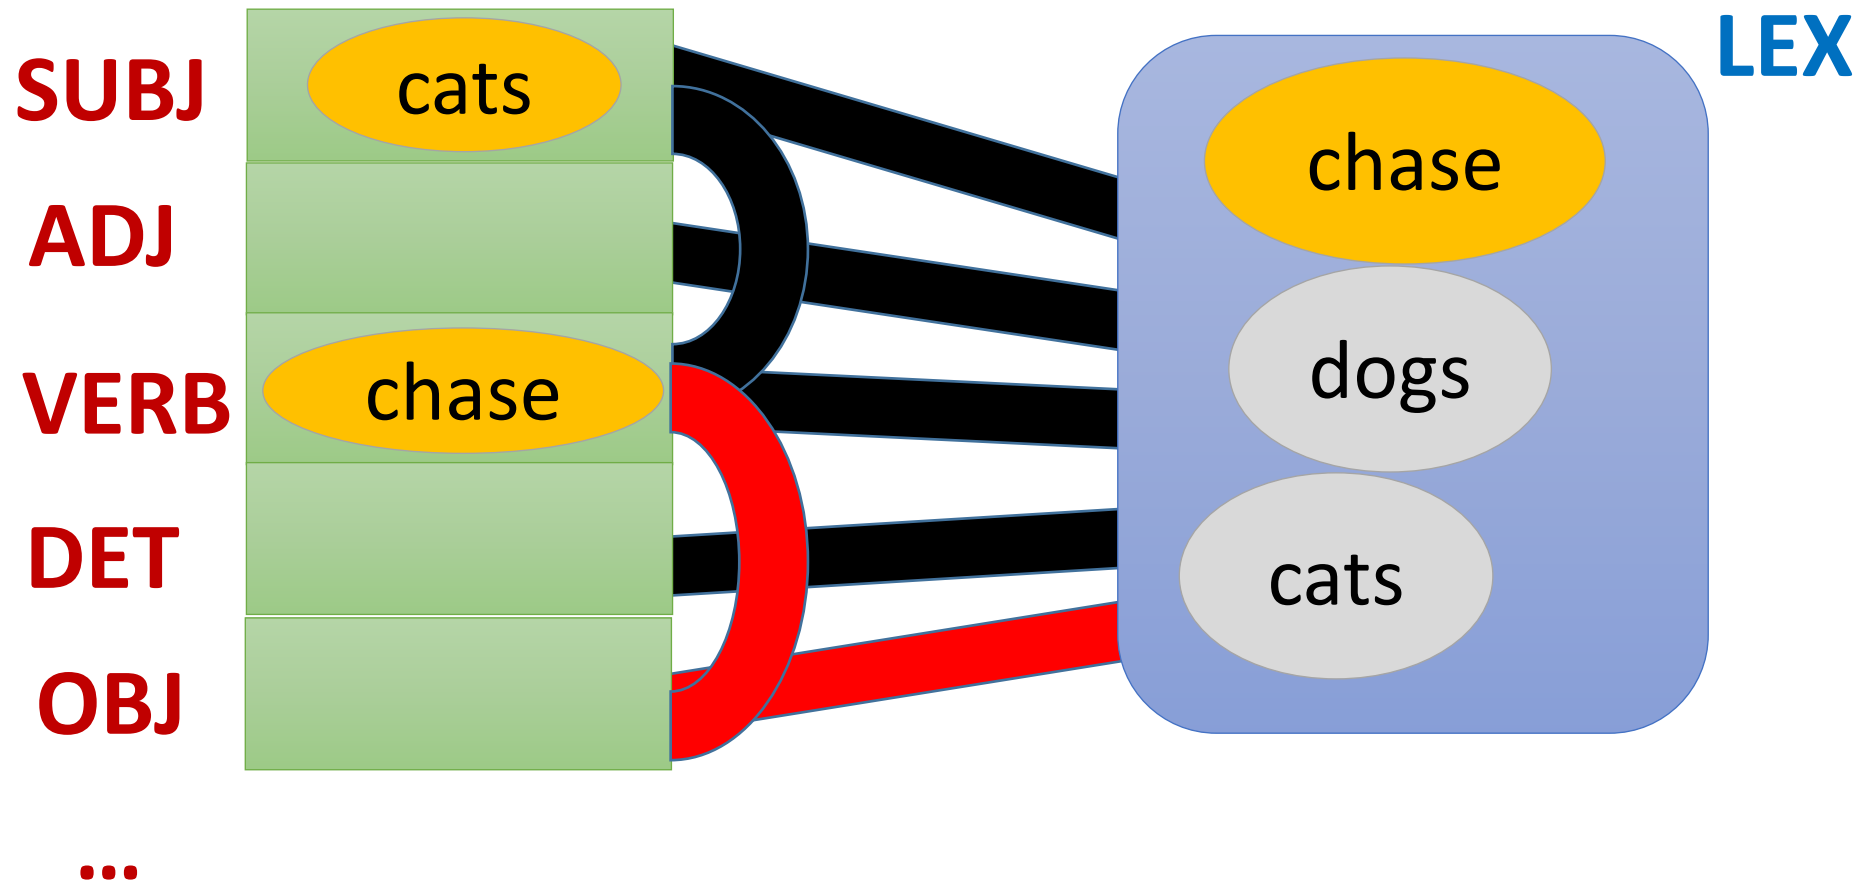 LEX
SUBJ cats
chase
ADJ
dogs
VERB chase
DET
cats
OBJ
...